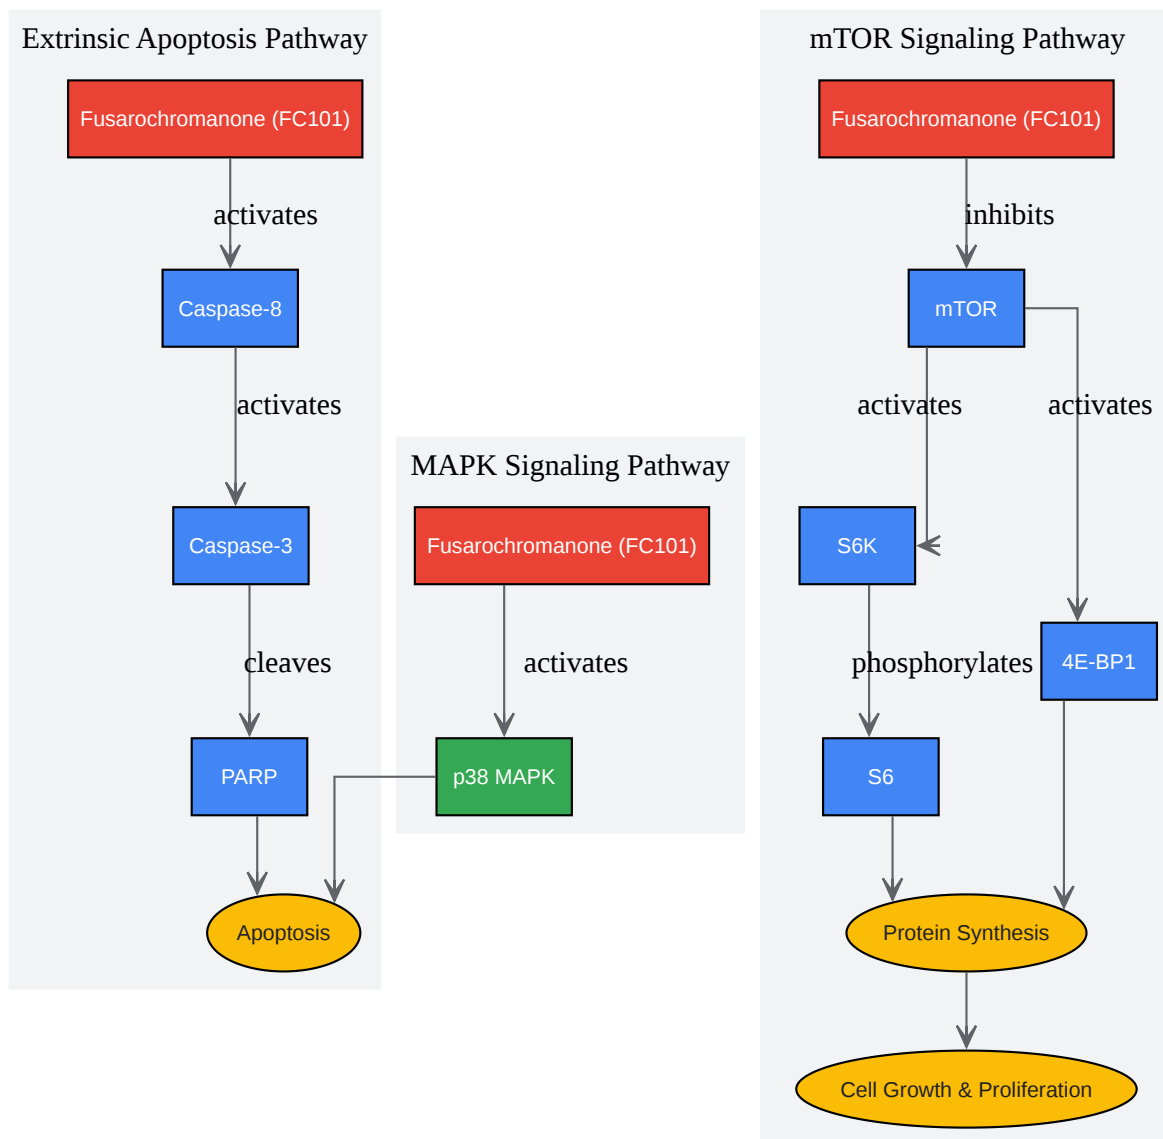 Extrinsic Apoptosis Pathway
Fusarochromanone (FC101)
activates
Caspase-8
activates
Caspase-3
cleaves
PARP
Apoptosis
MAPK Signaling Pathway
Fusarochromanone (FC101)
activates
p38 MAPK
mTOR Signaling Pathway
Fusarochromanone (FC101)
inhibits
mTOR
activates
activates
S6K
phosphorylates
4E-BP1
S6
Protein Synthesis
Cell Growth & Proliferation